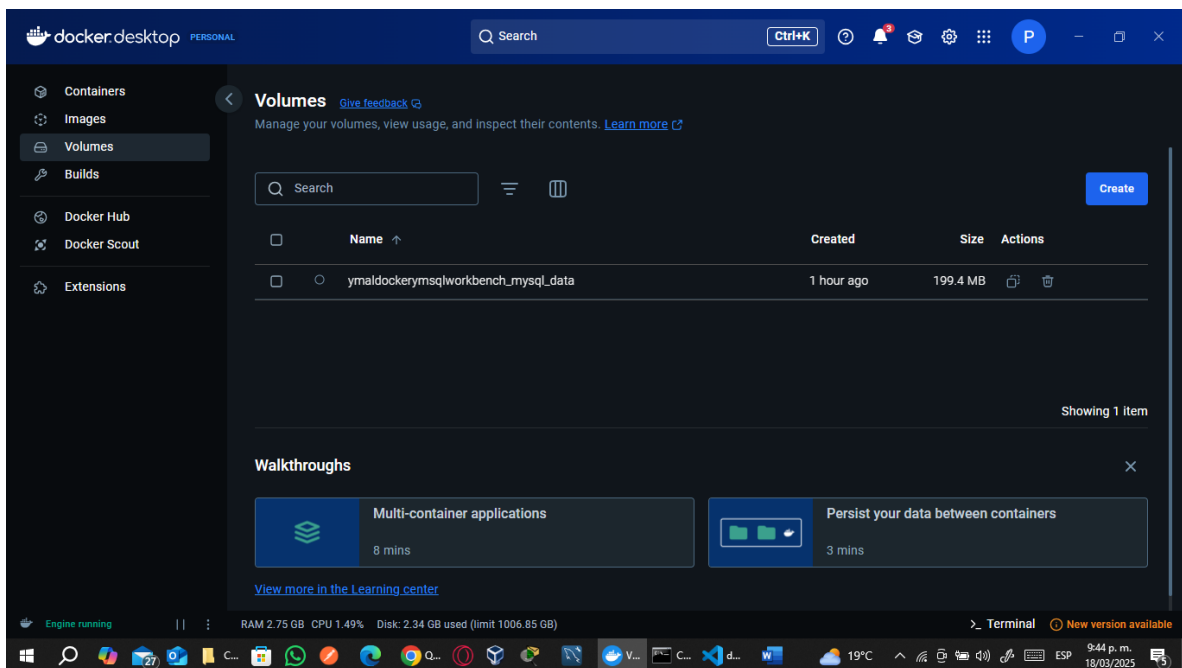 docker.desktop PERSONAL
Search
Ctrl+K
3
P
Containers
Images
Volumes
Builds
Docker Hub
Docker Scout
Extensions
Volumes Give feedback
Manage your volumes, view usage, and inspect their contents. Learn more
Search
Create
Name Created Size Actions
ymaldockerymsqlworkbench_mysql_data 1 hour ago 199.4 MB
Showing 1 item
Walkthroughs
Multi-container applications
8 mins
Persist your data between containers
3 mins
View more in the Learning center
Engine running RAM 2.75 GB CPU 1.49% Disk: 2.34 GB used (limit 1006.85 GB) >_ Terminal New version available
27 C... Q... V... C... d... W 19°C ESP 9:44 p. m.
18/03/2025 5